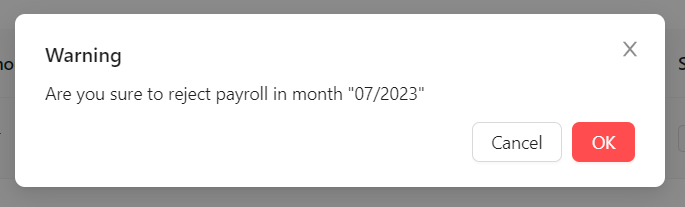 Warning
Are you sure to reject payroll in month "07/2023"
Cancel
OK